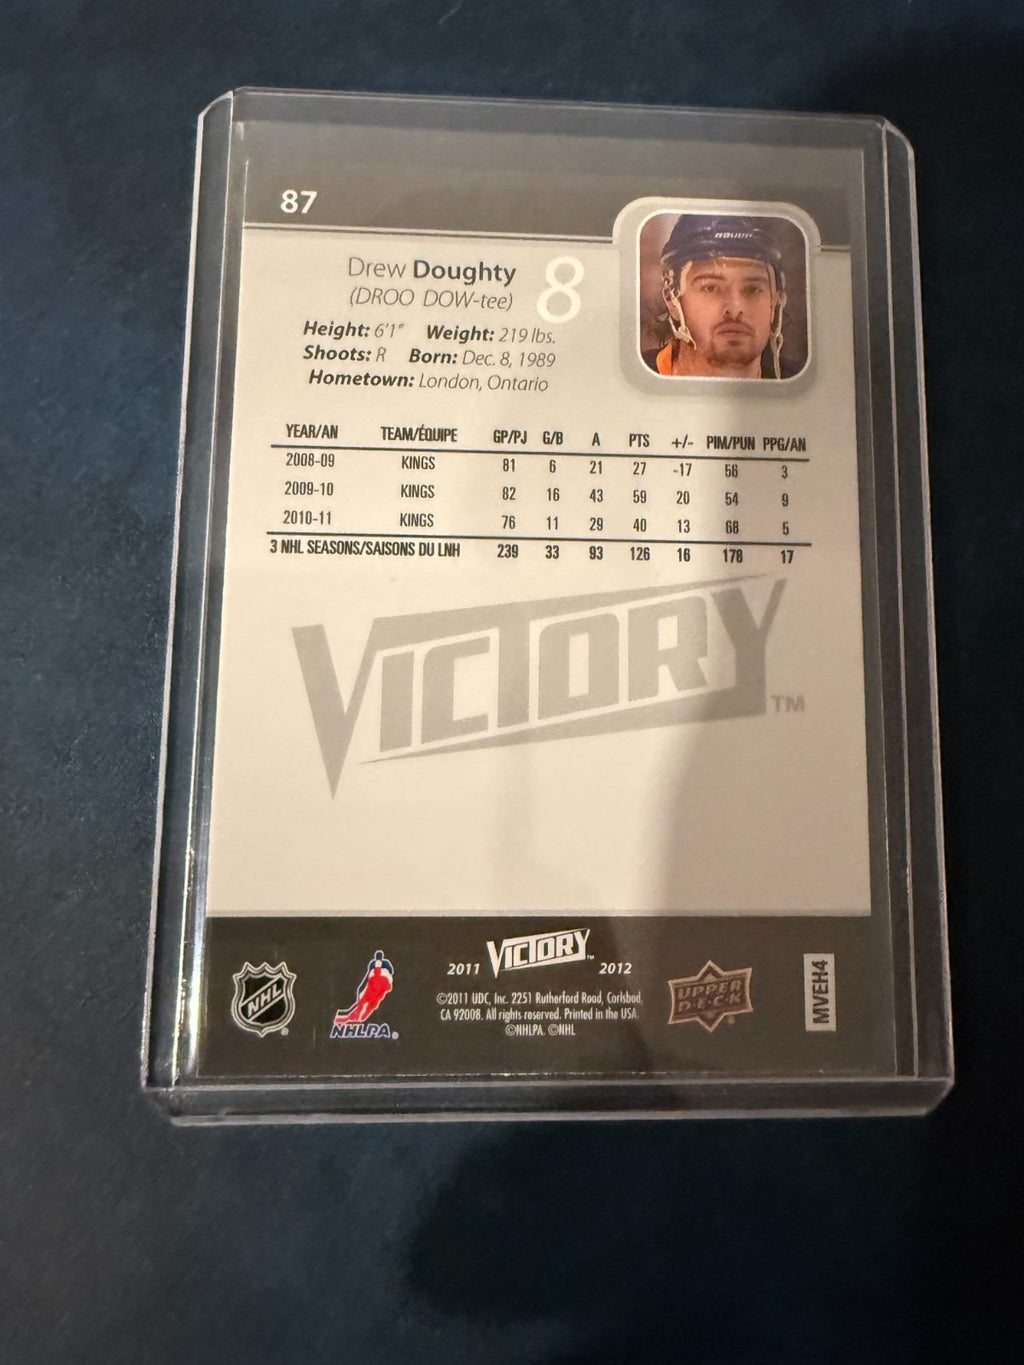 87
BAUER
Drew Doughty 8
(DROO DOW-tee)
Height: 6'1" Weight: 219 lbs.
Shoots: R Born: Dec. 8, 1989
Hometown: London, Ontario
YEAR/AN TEAM/ÉQUIPE GP/PJ G/B A PTS +/- PIM/PUN PPG/AN
2008-09 KINGS 81 6 21 27 -17 56 3
2009-10 KINGS 82 16 43 59 20 54 9
2010-11 KINGS 76 11 29 40 13 68 5
3 NHL SEASONS/SAISONS DU LNH 239 33 93 126 16 178 17
VICTORY TM
NHL ®
NHLPA ®
2011 VICTORY TM 2012
©2011 UDC, Inc. 2251 Rutherford Road, Carlsbad,
CA 92008. All rights reserved. Printed in the USA.
©NHLPA. ©NHL
UPPER
DECK ®
MVEH4